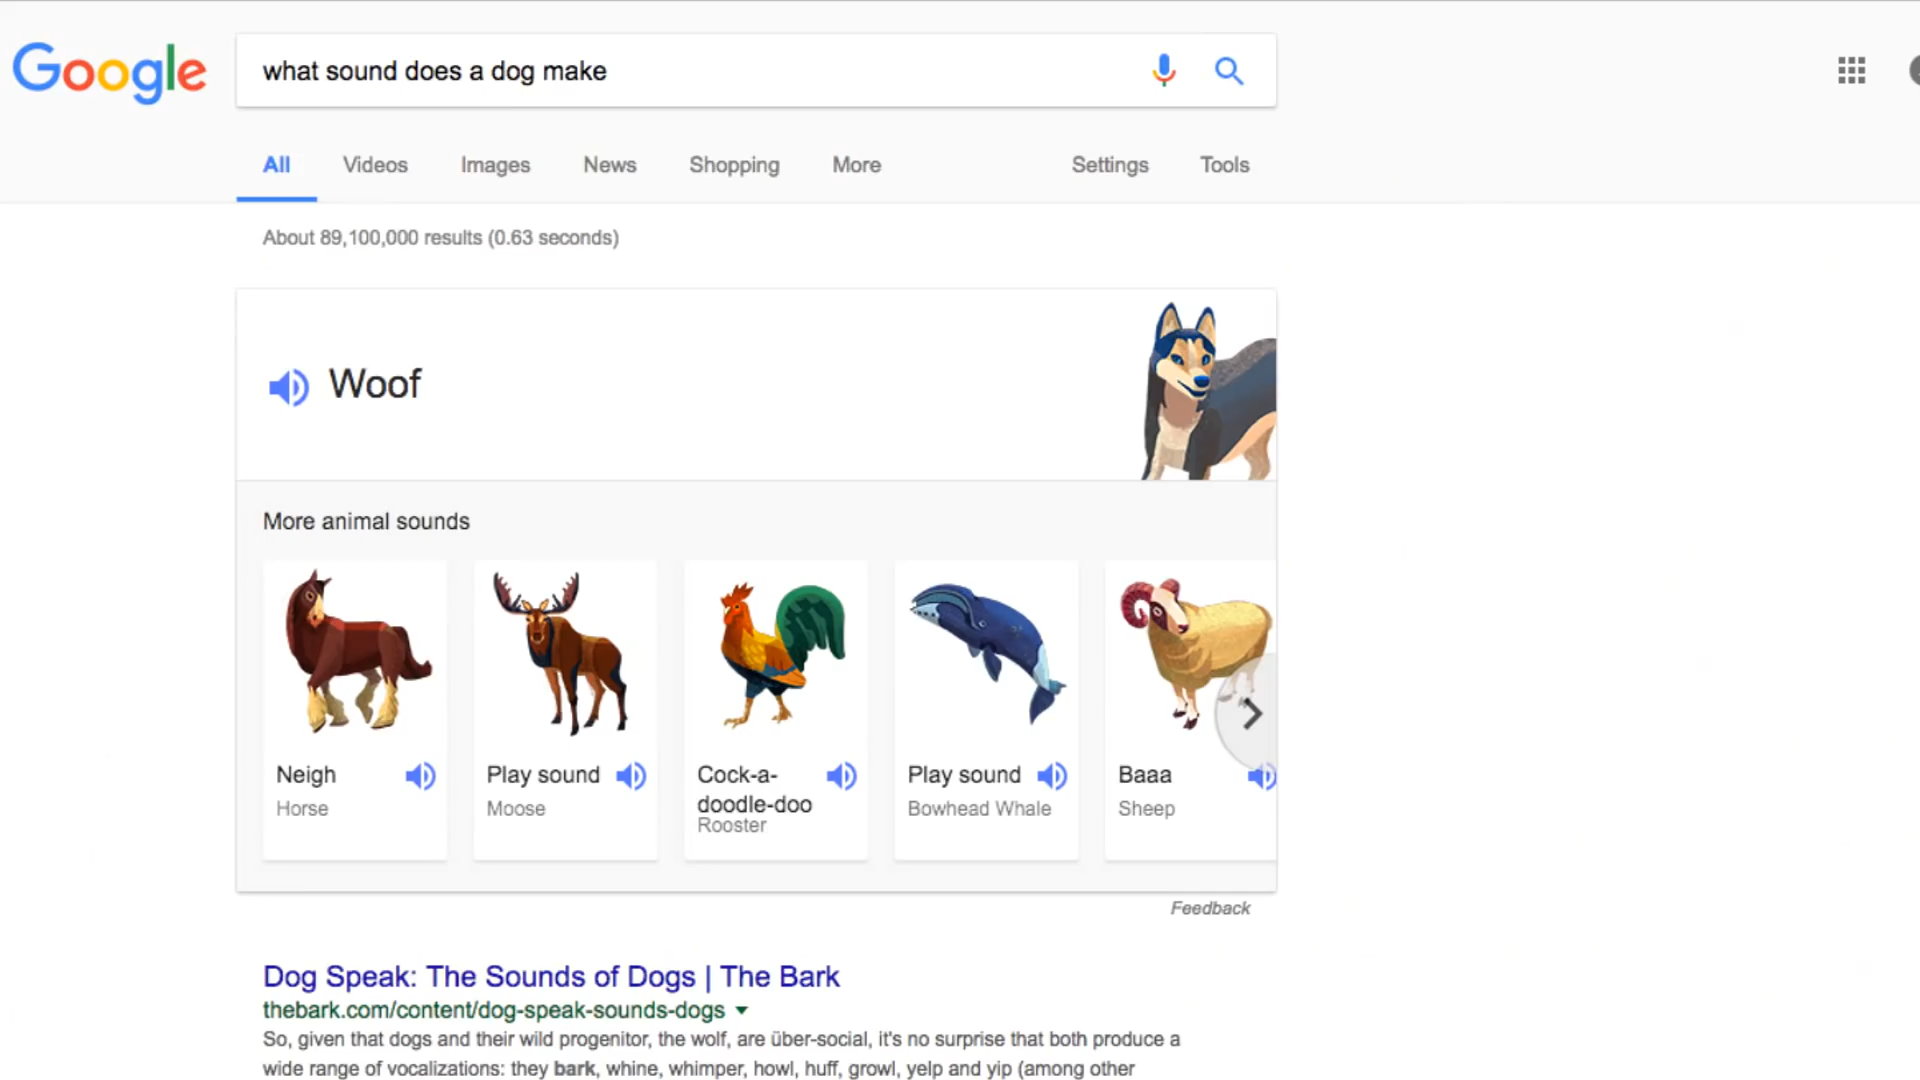 Google
what sound does a dog make
All Videos Images News Shopping More Settings Tools
About 89,100,000 results (0.63 seconds)
Woof
More animal sounds
Neigh
Horse
Play sound
Moose
Cock-a-
doodle-doo
Rooster
Play sound
Bowhead Whale
Baaa
Sheep
Feedback
Dog Speak: The Sounds of Dogs | The Bark
thebark.com/content/dog-speak-sounds-dogs
So, given that dogs and their wild progenitor, the wolf, are über-social, it's no surprise that both produce a
wide range of vocalizations: they bark, whine, whimper, howl, huff, growl, yelp and yip (among other